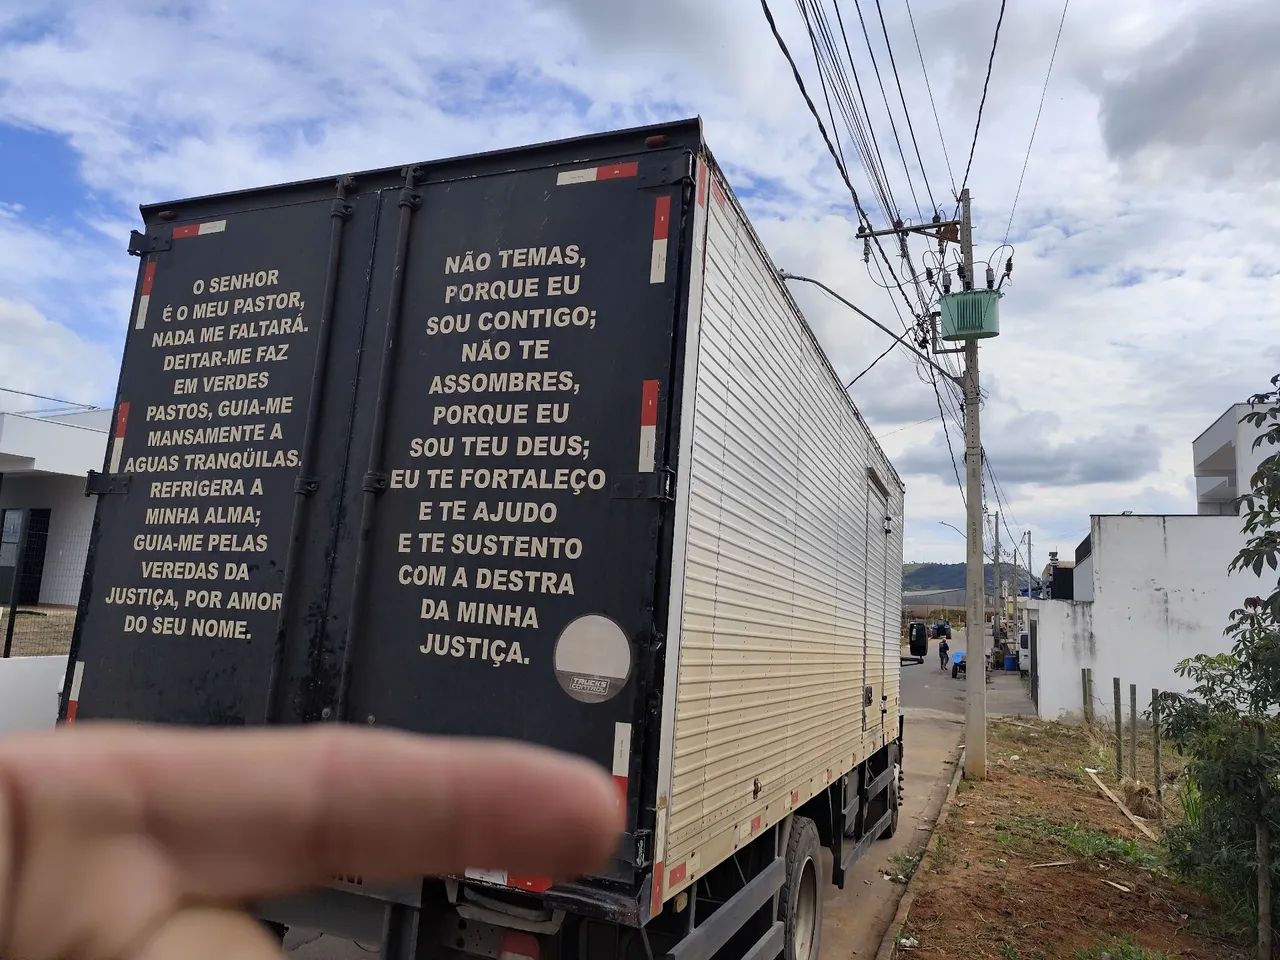 O SENHOR
É O MEU PASTOR,
NADA ME FALTARÁ.
DEITAR-ME FAZ
EM VERDES
PASTOS, GUIA-ME
MANSAMENTE A
AGUAS TRANQÜILAS.
REFRIGERA A
MINHA ALMA;
GUIA-ME PELAS
VEREDAS DA
JUSTIÇA, POR AMOR
DO SEU NOME.
NÃO TEMAS,
PORQUE EU
SOU CONTIGO;
NÃO TE
ASSOMBRES,
PORQUE EU
SOU TEU DEUS;
EU TE FORTALEÇO
E TE AJUDO
E TE SUSTENTO
COM A DESTRA
DA MINHA
JUSTIÇA.
TRUCKS
CONTROL